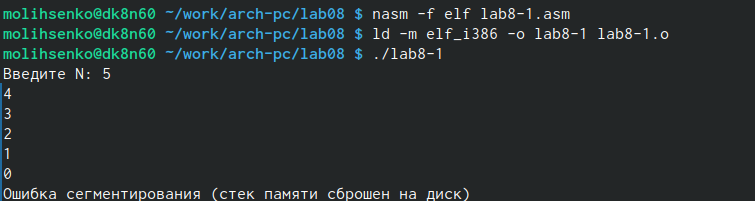 molihsenko@dk8n60 ~/work/arch-pc/lab08 $ nasm -f elf lab8-1.asm
molihsenko@dk8n60 ~/work/arch-pc/lab08 $ ld -m elf_i386 -o lab8-1 lab8-1.o
molihsenko@dk8n60 ~/work/arch-pc/lab08 $ ./lab8-1
Введите N: 5
4
3
2
1
0
Ошибка сегментирования (стек памяти сброшен на диск)